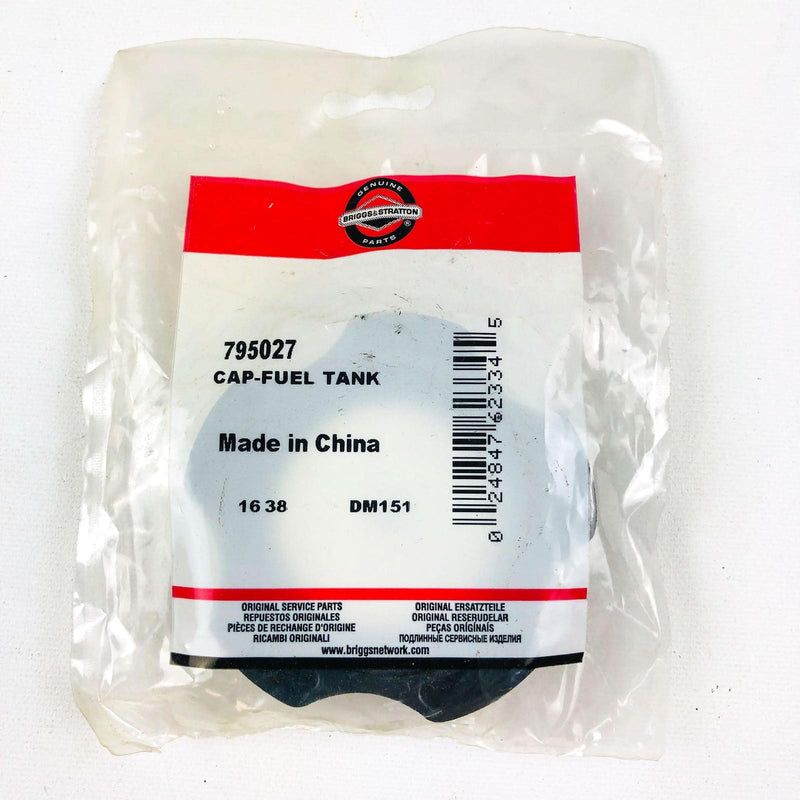 GENUINE
BRIGGS&STRATTON
PARTS ®
795027
CAP-FUEL TANK
Made in China
16 38 DM151
0 24847 62334 5
ORIGINAL SERVICE PARTS
REPUESTOS ORIGINALES
PIÈCES DE RECHANGE D'ORIGINE
RICAMBI ORIGINALI
ORIGINAL ERSATZTEILE
ORIGINAL RESERUDELAR
PEÇAS ORIGÍNAIS
ПОДЛИННЫЕ СЕРВИСНЫЕ ИЗДЕЛИЯ
www.briggsnetwork.com